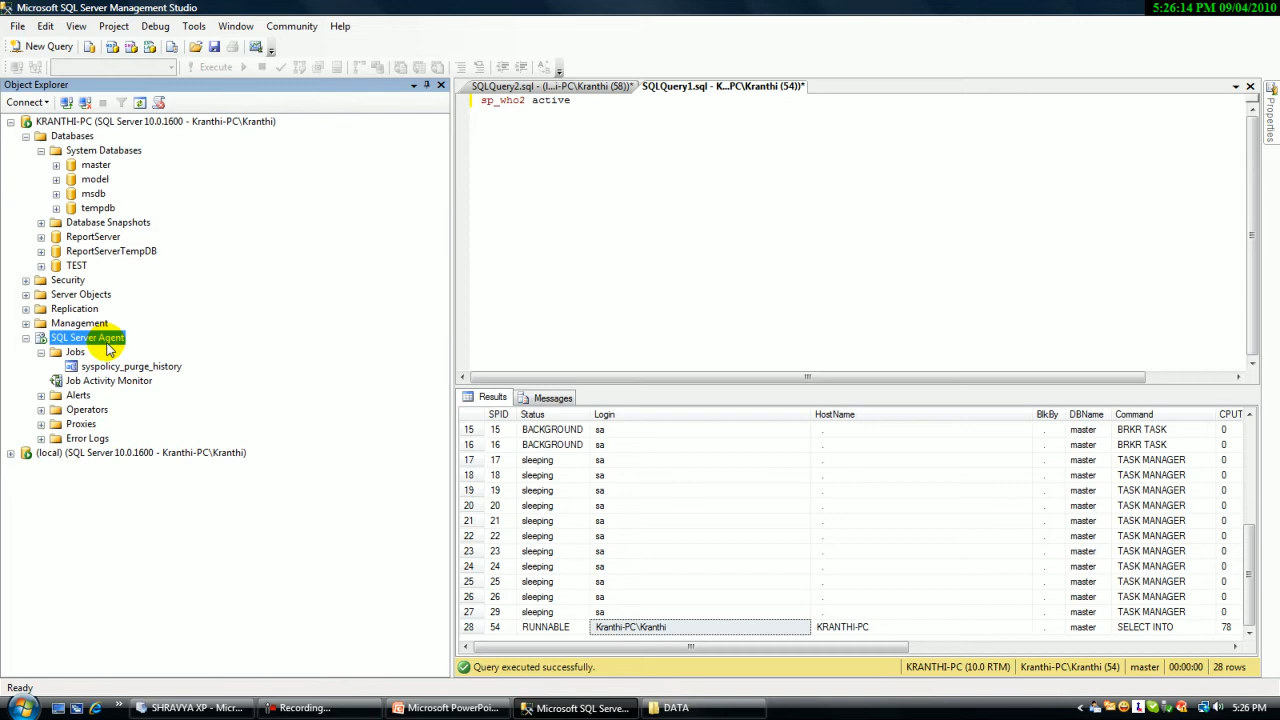 Microsoft SQL Server Management Studio
5:26:14 PM 09/04/2010
File Edit View Project Debug Tools Window Community Help
New Query
Execute
Object Explorer
Connect
KRANTHI-PC (SQL Server 10.0.1600 - Kranthi-PC\Kranthi)
Databases
System Databases
master
model
msdb
tempdb
Database Snapshots
ReportServer
ReportServerTempDB
TEST
Security
Server Objects
Replication
Management
SQL Server Agent
Jobs
syspolicy_purge_history
Job Activity Monitor
Alerts
Operators
Proxies
Error Logs
(local) (SQL Server 10.0.1600 - Kranthi-PC\Kranthi)
SQLQuery2.sql - (l...i-PC\Kranthi (58))* SQLQuery1.sql - K...PC\Kranthi (54))*
sp_who2 active
Properties
Results Messages
SPID Status Login HostName BlkBy DBName Command CPUT
15 15 BACKGROUND sa . . master BRKR TASK 0
16 16 BACKGROUND sa . . master BRKR TASK 0
17 17 sleeping sa . . master TASK MANAGER 0
18 18 sleeping sa . . master TASK MANAGER 0
19 19 sleeping sa . . master TASK MANAGER 0
20 20 sleeping sa . . master TASK MANAGER 0
21 21 sleeping sa . . master TASK MANAGER 0
22 22 sleeping sa . . master TASK MANAGER 0
23 23 sleeping sa . . master TASK MANAGER 0
24 24 sleeping sa . . master TASK MANAGER 0
25 25 sleeping sa . . master TASK MANAGER 0
26 26 sleeping sa . . master TASK MANAGER 0
27 29 sleeping sa . . master TASK MANAGER 0
28 54 RUNNABLE Kranthi-PC\Kranthi KRANTHI-PC . master SELECT INTO 78
Query executed successfully. KRANTHI-PC (10.0 RTM) Kranthi-PC\Kranthi (54) master 00:00:00 28 rows
Ready
SHRAVYA XP - Micr... Recording... Microsoft PowerPoi... Microsoft SQL Serve... DATA 5:26 PM